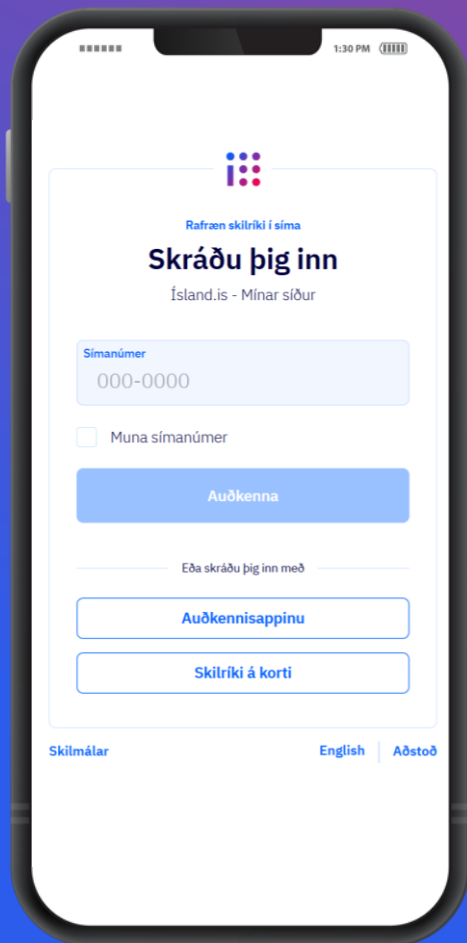 1:30 PM
Rafræn skilríki í síma
Skráðu þig inn
Ísland.is - Mínar síður
Símanúmer
000-0000
Muna símanúmer
Auðkenna
Eða skráðu þig inn með
Auðkennisappinu
Skilríki á korti
Skilmálar English Aðstoð